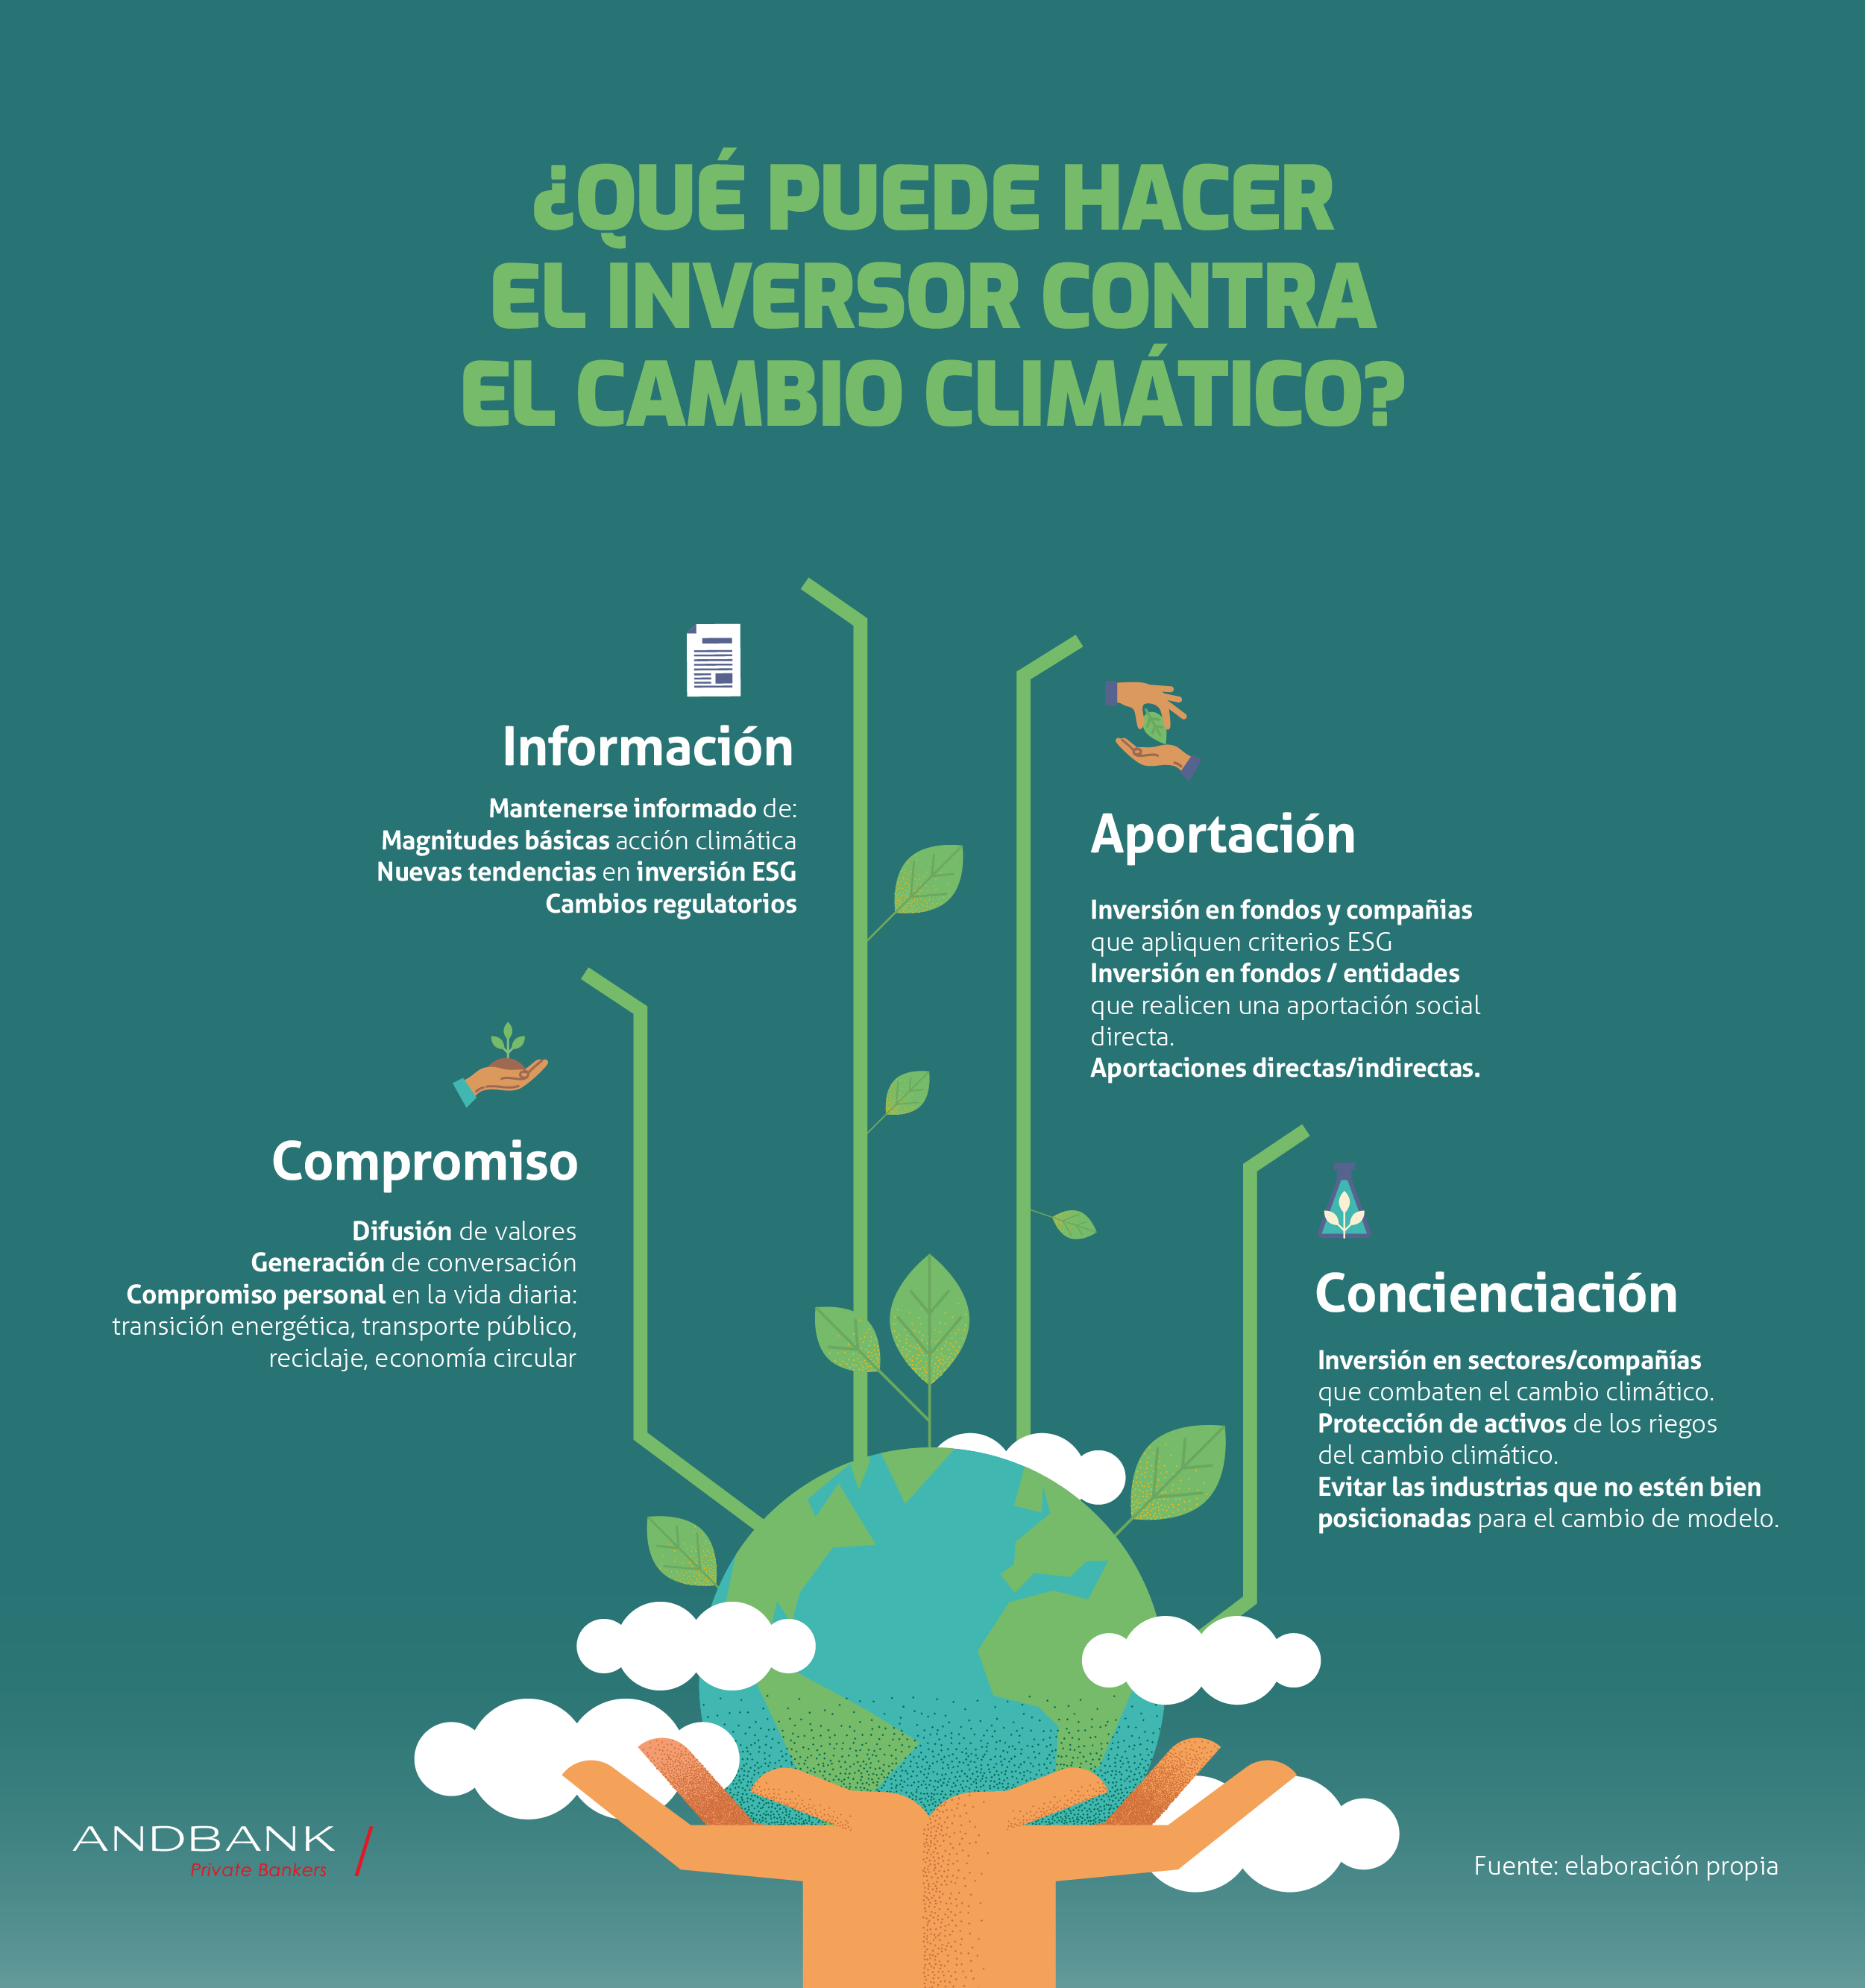 ¿QUÉ PUEDE HACER
EL INVERSOR CONTRA
EL CAMBIO CLIMÁTICO?
Información
Mantenerse informado de:
Magnitudes básicas acción climática
Nuevas tendencias en inversión ESG
Cambios regulatorios
Aportación
Inversión en fondos y compañias
que apliquen criterios ESG
Inversión en fondos / entidades
que realicen una aportación social
directa.
Aportaciones directas/indirectas.
Compromiso
Difusión de valores
Generación de conversación
Compromiso personal en la vida diaria:
transición energética, transporte público,
reciclaje, economía circular
Concienciación
Inversión en sectores/compañías
que combaten el cambio climático.
Protección de activos de los riegos
del cambio climático.
Evitar las industrias que no estén bien
posicionadas para el cambio de modelo.
ANDBANK
Private Bankers
Fuente: elaboración propia